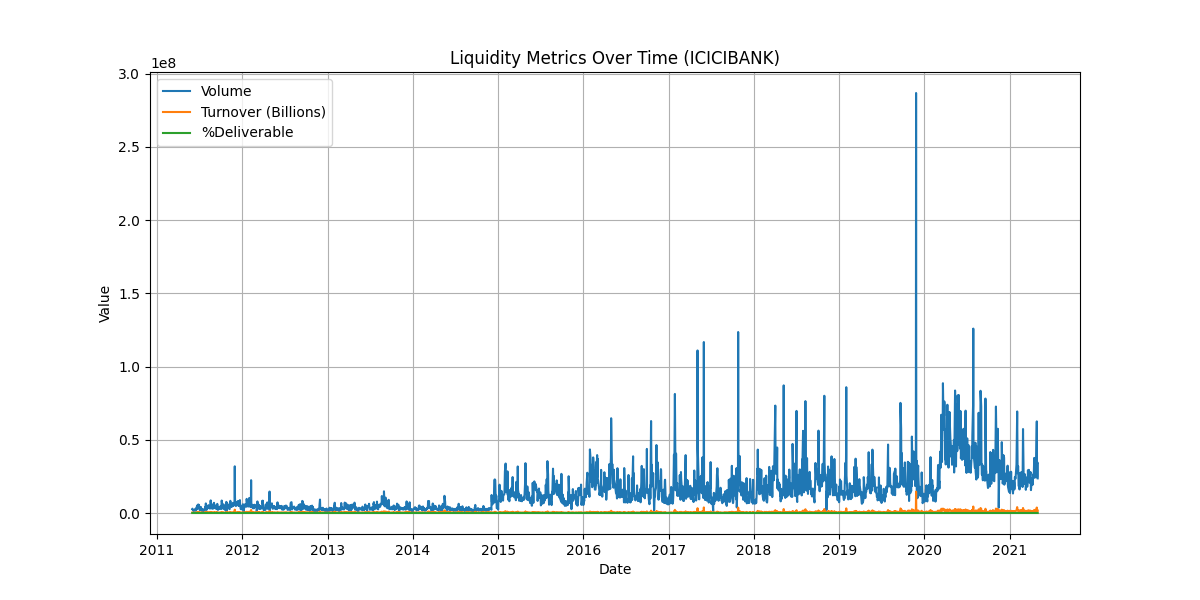 Liquidity Metrics Over Time (ICICIBANK)
1e8
3.0
2.5
2.0
1.5
1.0
0.5
0.0
Value
Volume
Turnover (Billions)
%Deliverable
2011 2012 2013 2014 2015 2016 2017 2018 2019 2020 2021
Date